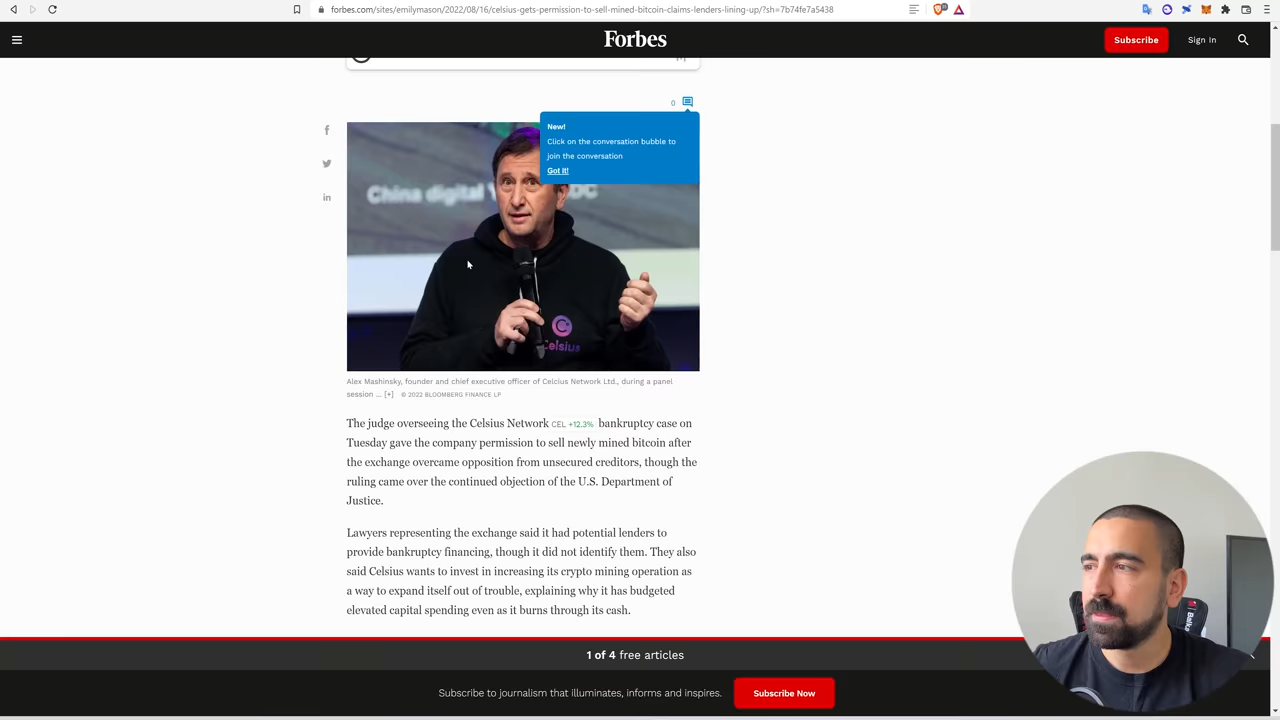 forbes.com/sites/emilymason/2022/08/16/celsius-gets-permission-to-sell-mined-bitcoin-claims-lenders-lining-up/?sh=7b74fe7a5438
Forbes
Subscribe
Sign In
0
New!
Click on the conversation bubble to
join the conversation
Got it!
China digital
DC
Celsius
Alex Mashinsky, founder and chief executive officer of Celcius Network Ltd., during a panel
session ... [+] © 2022 BLOOMBERG FINANCE LP
The judge overseeing the Celsius Network CEL +12.3% bankruptcy case on
Tuesday gave the company permission to sell newly mined bitcoin after
the exchange overcame opposition from unsecured creditors, though the
ruling came over the continued objection of the U.S. Department of
Justice.
Lawyers representing the exchange said it had potential lenders to
provide bankruptcy financing, though it did not identify them. They also
said Celsius wants to invest in increasing its crypto mining operation as
a way to expand itself out of trouble, explaining why it has budgeted
elevated capital spending even as it burns through its cash.
1 of 4 free articles
Subscribe to journalism that illuminates, informs and inspires.
Subscribe Now